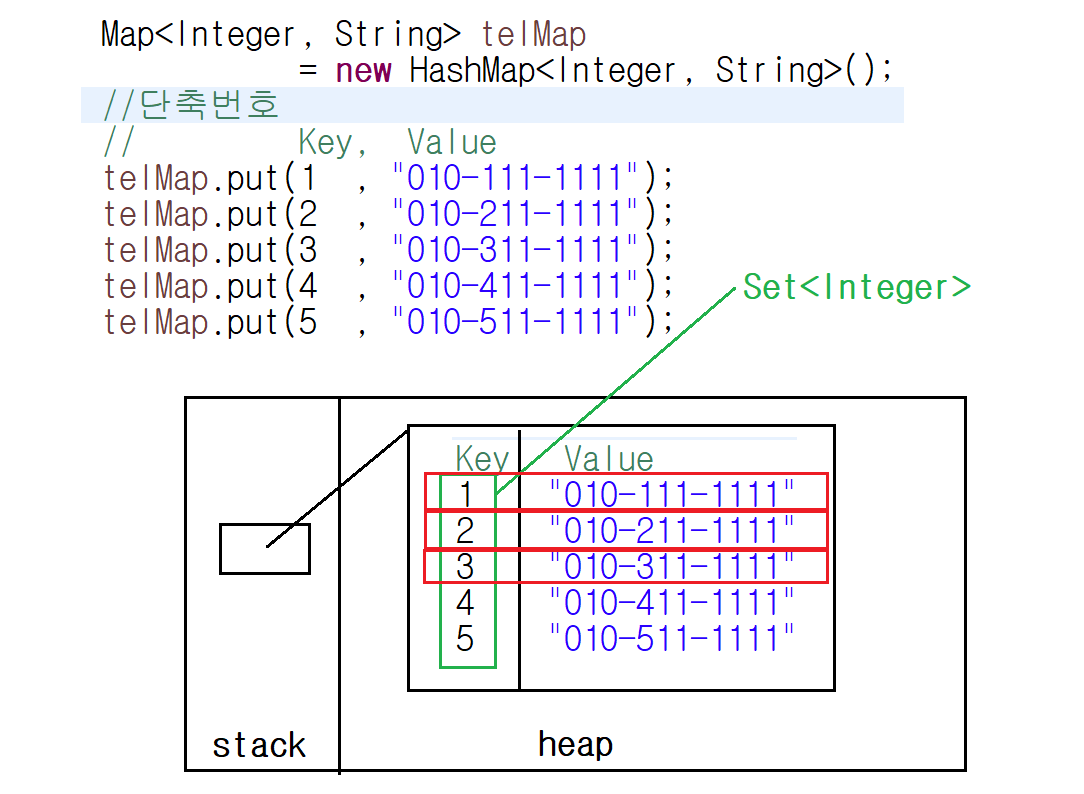 Map<Integer, String> telMap
= new HashMap<Integer, String>();
//단축번호
// Key, Value
telMap.put(1 , "010-111-1111");
telMap.put(2 , "010-211-1111");
telMap.put(3 , "010-311-1111");
telMap.put(4 , "010-411-1111");
telMap.put(5 , "010-511-1111");
Set<Integer>
Key Value
1 "010-111-1111"
2 "010-211-1111"
3 "010-311-1111"
4 "010-411-1111"
5 "010-511-1111"
stack heap